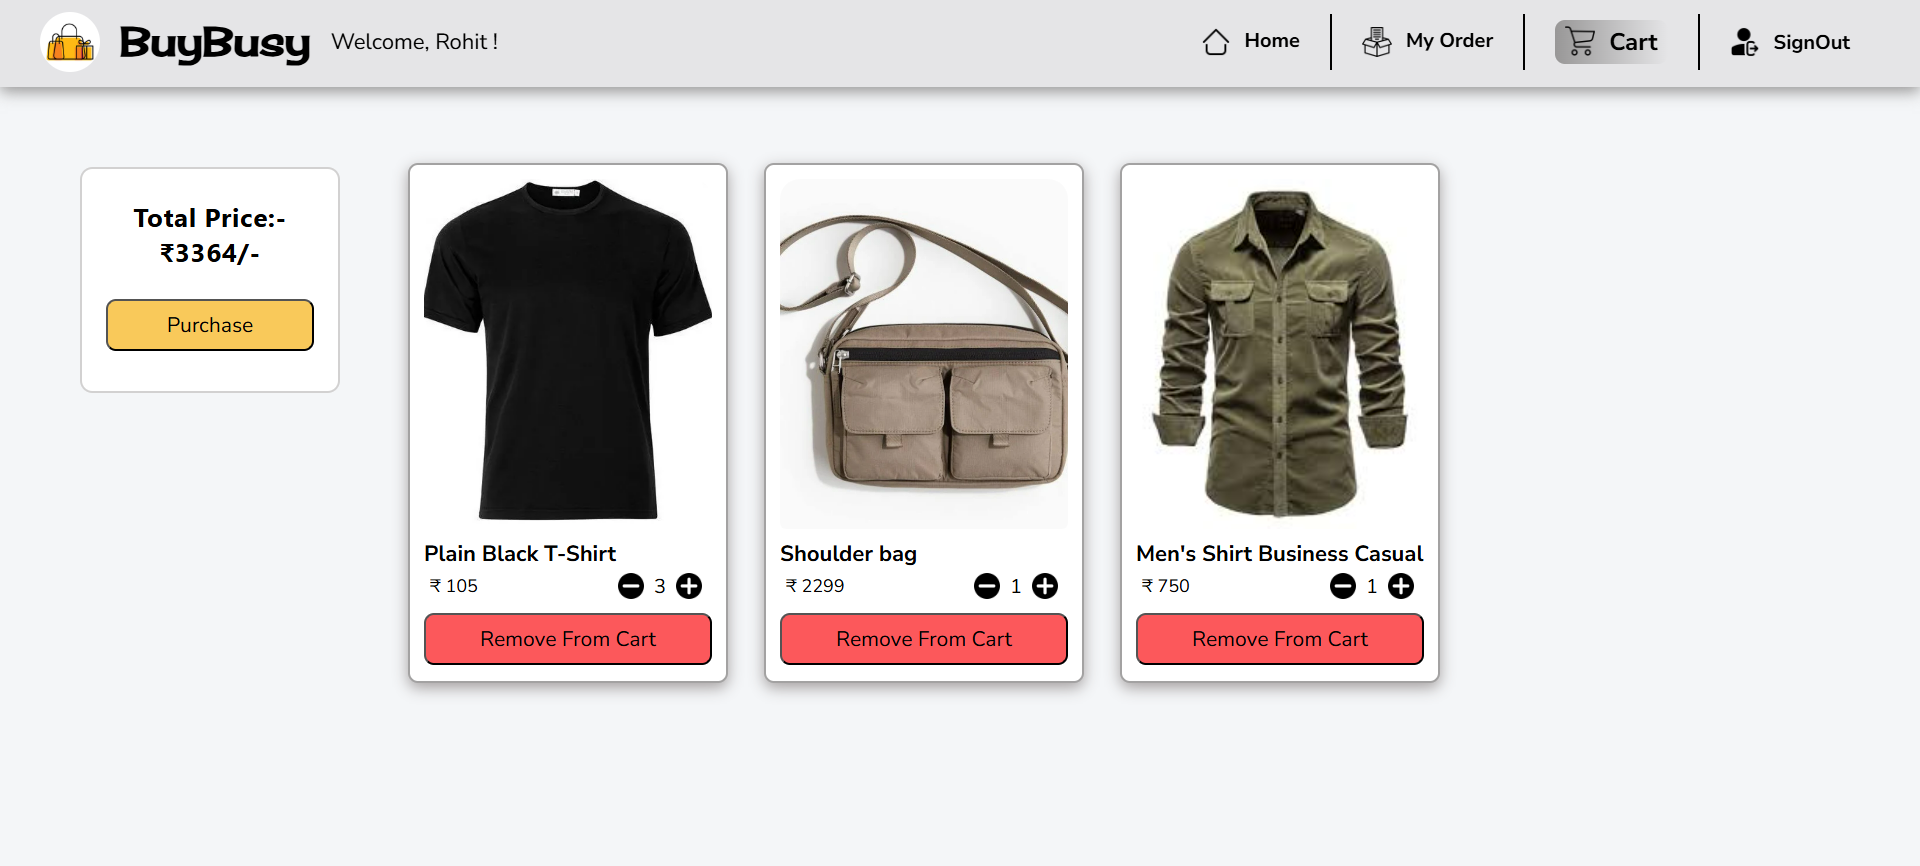 BuyBusy
Welcome, Rohit !
Home
My Order
Cart
SignOut
Total Price:-
₹3364/-
Purchase
Plain Black T-Shirt
₹ 105
3
Remove From Cart
Shoulder bag
₹ 2299
1
Remove From Cart
Men's Shirt Business Casual
₹ 750
1
Remove From Cart